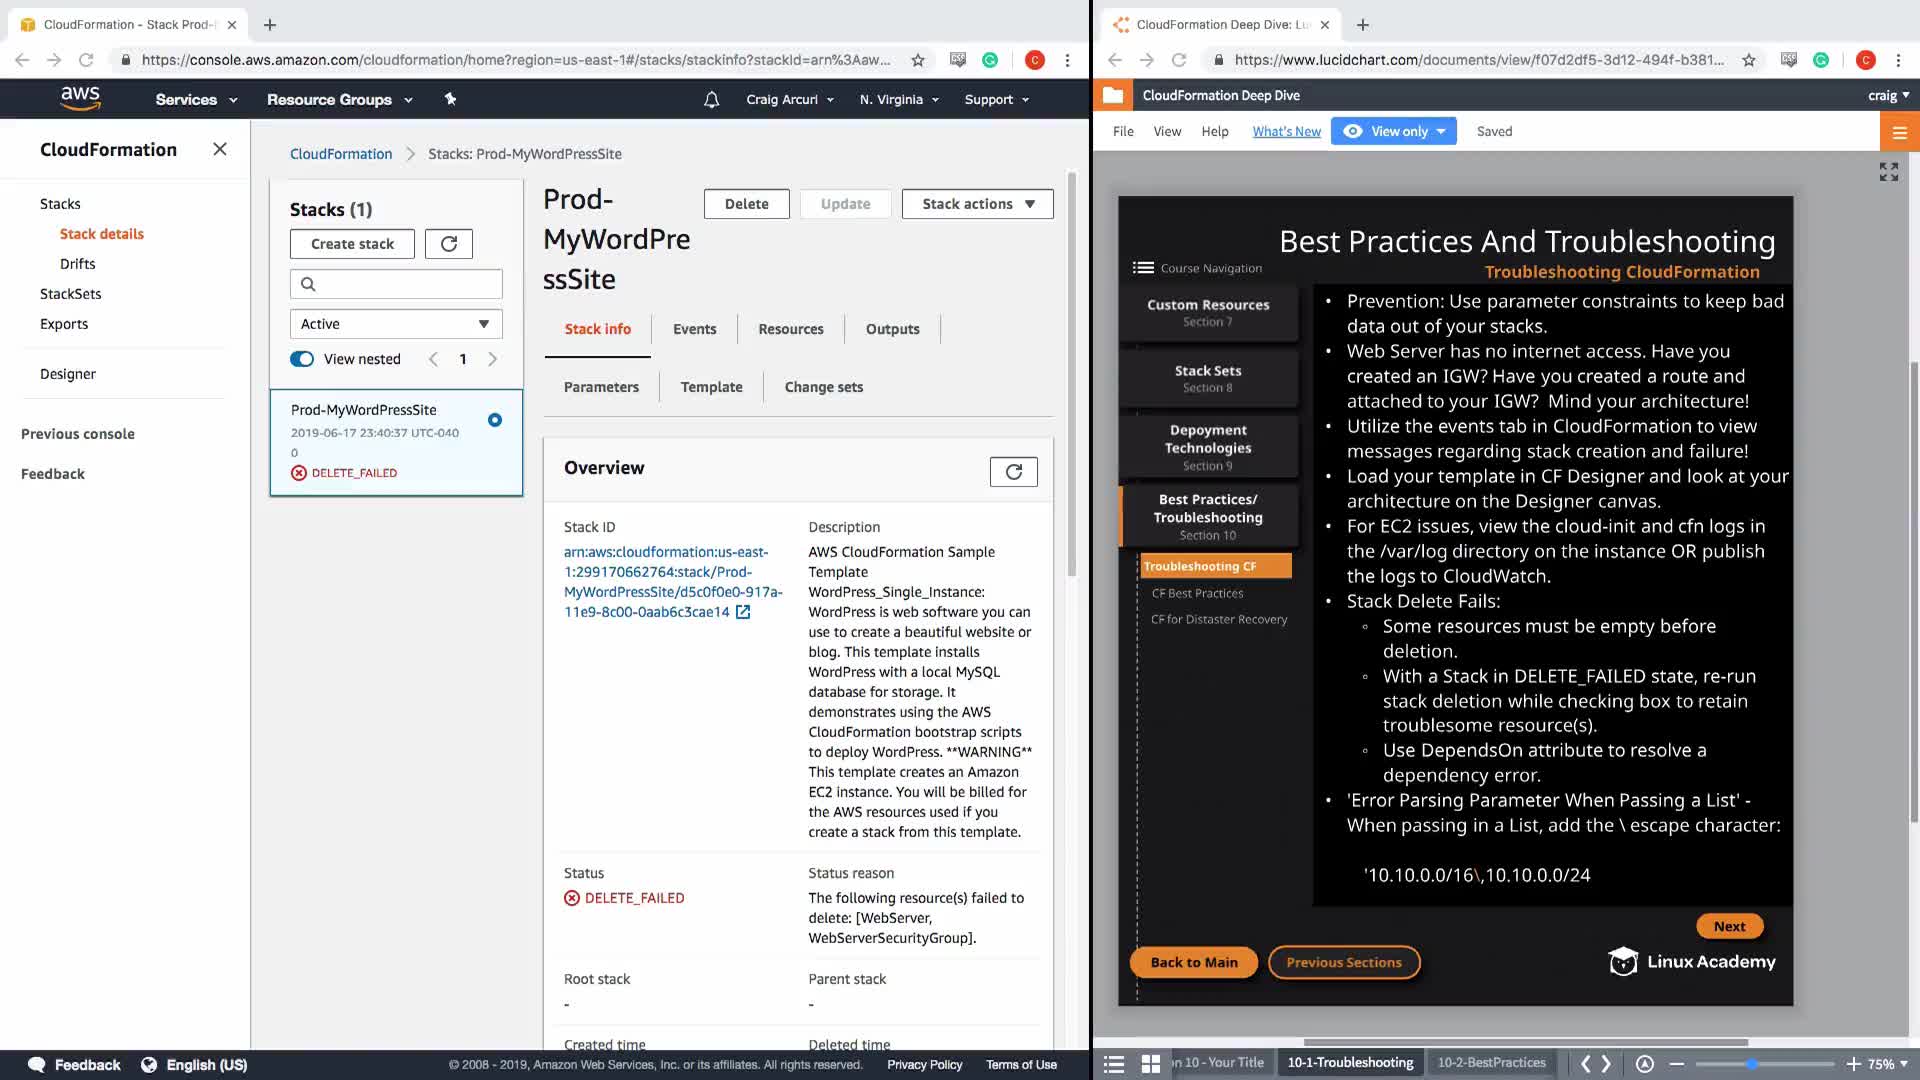 CloudFormation - Stack Prod-
https://console.aws.amazon.com/cloudformation/home?region=us-east-1#/stacks/stackinfo?stackId=arn%3Aaw...
C
aws
Services
Resource Groups
Craig Arcuri
N. Virginia
Support
CloudFormation
Stacks
Stack details
Drifts
StackSets
Exports
Designer
Previous console
Feedback
CloudFormation
Stacks: Prod-MyWordPressSite
Stacks (1)
Create stack
Active
View nested
1
Prod-MyWordPressSite
2019-06-17 23:40:37 UTC-040
0
DELETE_FAILED
Prod-
MyWordPre
ssSite
Delete
Update
Stack actions
Stack info
Events
Resources
Outputs
Parameters
Template
Change sets
Overview
Stack ID
arn:aws:cloudformation:us-east-
1:299170662764:stack/Prod-
MyWordPressSite/d5c0f0e0-917a-
11e9-8c00-0aab6c3cae14
Description
AWS CloudFormation Sample
Template
WordPress_Single_Instance:
WordPress is web software you can
use to create a beautiful website or
blog. This template installs
WordPress with a local MySQL
database for storage. It
demonstrates using the AWS
CloudFormation bootstrap scripts
to deploy WordPress. **WARNING**
This template creates an Amazon
EC2 instance. You will be billed for
the AWS resources used if you
create a stack from this template.
Status
DELETE_FAILED
Status reason
The following resource(s) failed to
delete: [WebServer,
WebServerSecurityGroup].
Root stack
-
Parent stack
-
Created time
Deleted time
Feedback
English (US)
© 2008 - 2019, Amazon Web Services, Inc. or its affiliates. All rights reserved.
Privacy Policy
Terms of Use
CloudFormation Deep Dive: Lu
https://www.lucidchart.com/documents/view/f07d2df5-3d12-494f-b381...
C
CloudFormation Deep Dive
craig
File
View
Help
What's New
View only
Saved
Best Practices And Troubleshooting
Troubleshooting CloudFormation
Course Navigation
Custom Resources
Section 7
Stack Sets
Section 8
Depoyment
Technologies
Section 9
Best Practices/
Troubleshooting
Section 10
Troubleshooting CF
CF Best Practices
CF for Distaster Recovery
• Prevention: Use parameter constraints to keep bad
data out of your stacks.
• Web Server has no internet access. Have you
created an IGW? Have you created a route and
attached to your IGW? Mind your architecture!
• Utilize the events tab in CloudFormation to view
messages regarding stack creation and failure!
• Load your template in CF Designer and look at your
architecture on the Designer canvas.
• For EC2 issues, view the cloud-init and cfn logs in
the /var/log directory on the instance OR publish
the logs to CloudWatch.
• Stack Delete Fails:
◦ Some resources must be empty before
deletion.
◦ With a Stack in DELETE_FAILED state, re-run
stack deletion while checking box to retain
troublesome resource(s).
◦ Use DependsOn attribute to resolve a
dependency error.
• 'Error Parsing Parameter When Passing a List' -
When passing in a List, add the \ escape character:
'10.10.0.0/16\,10.10.0.0/24
Next
Back to Main
Previous Sections
Linux Academy
n 10 - Your Title
10-1-Troubleshooting
10-2-BestPractices
75%